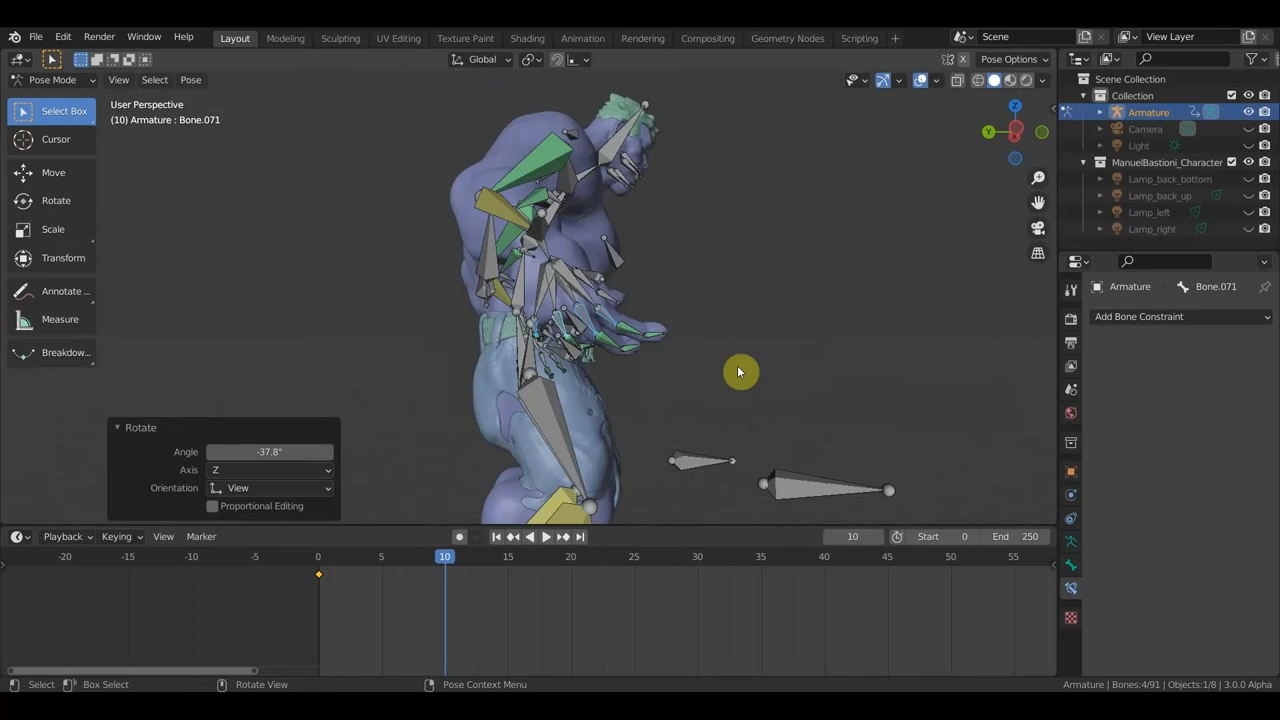 File Edit Render Window Help Layout Modeling Sculpting UV Editing Texture Paint Shading Animation Rendering Compositing Geometry Nodes Scripting + Scene View Layer
Global Pose Options
Pose Mode View Select Pose
Scene Collection
Collection
Armature
Camera
Light
ManuelBastioni_Character
Lamp_back_bottom
Lamp_back_up
Lamp_left
Lamp_right
Select Box
Cursor
Move
Rotate
Scale
Transform
Annotate ...
Measure
Breakdow...
User Perspective
(10) Armature : Bone.071
Z
Y
X
Armature Bone.071
Add Bone Constraint
Rotate
Angle -37.8°
Axis Z
Orientation View
Proportional Editing
Playback Keying View Marker 10 Start 0 End 250
-20 -15 -10 -5 0 5 10 15 20 25 30 35 40 45 50 55
Select Box Select Rotate View Pose Context Menu Armature | Bones:4/91 | Objects:1/8 | 3.0.0 Alpha